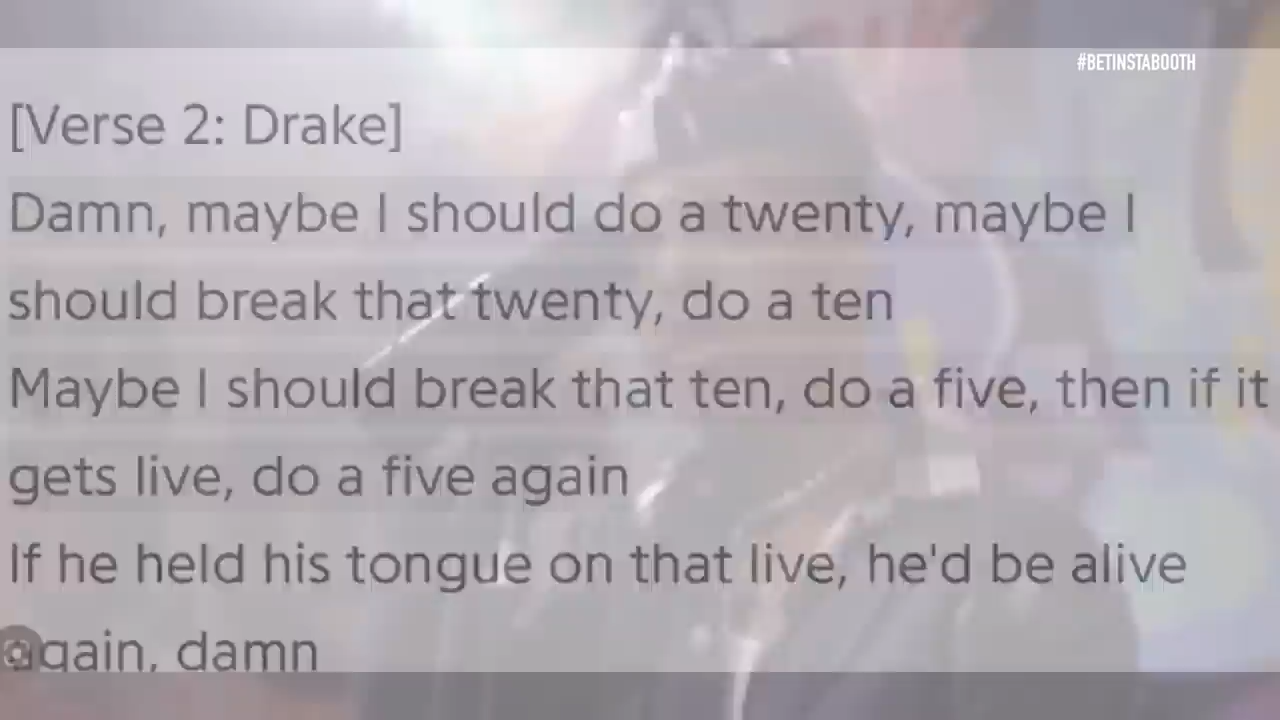 #BETINSTABOOTH
[Verse 2: Drake]
Damn, maybe I should do a twenty, maybe I
should break that twenty, do a ten
Maybe I should break that ten, do a five, then if it
gets live, do a five again
If he held his tongue on that live, he'd be alive
again, damn